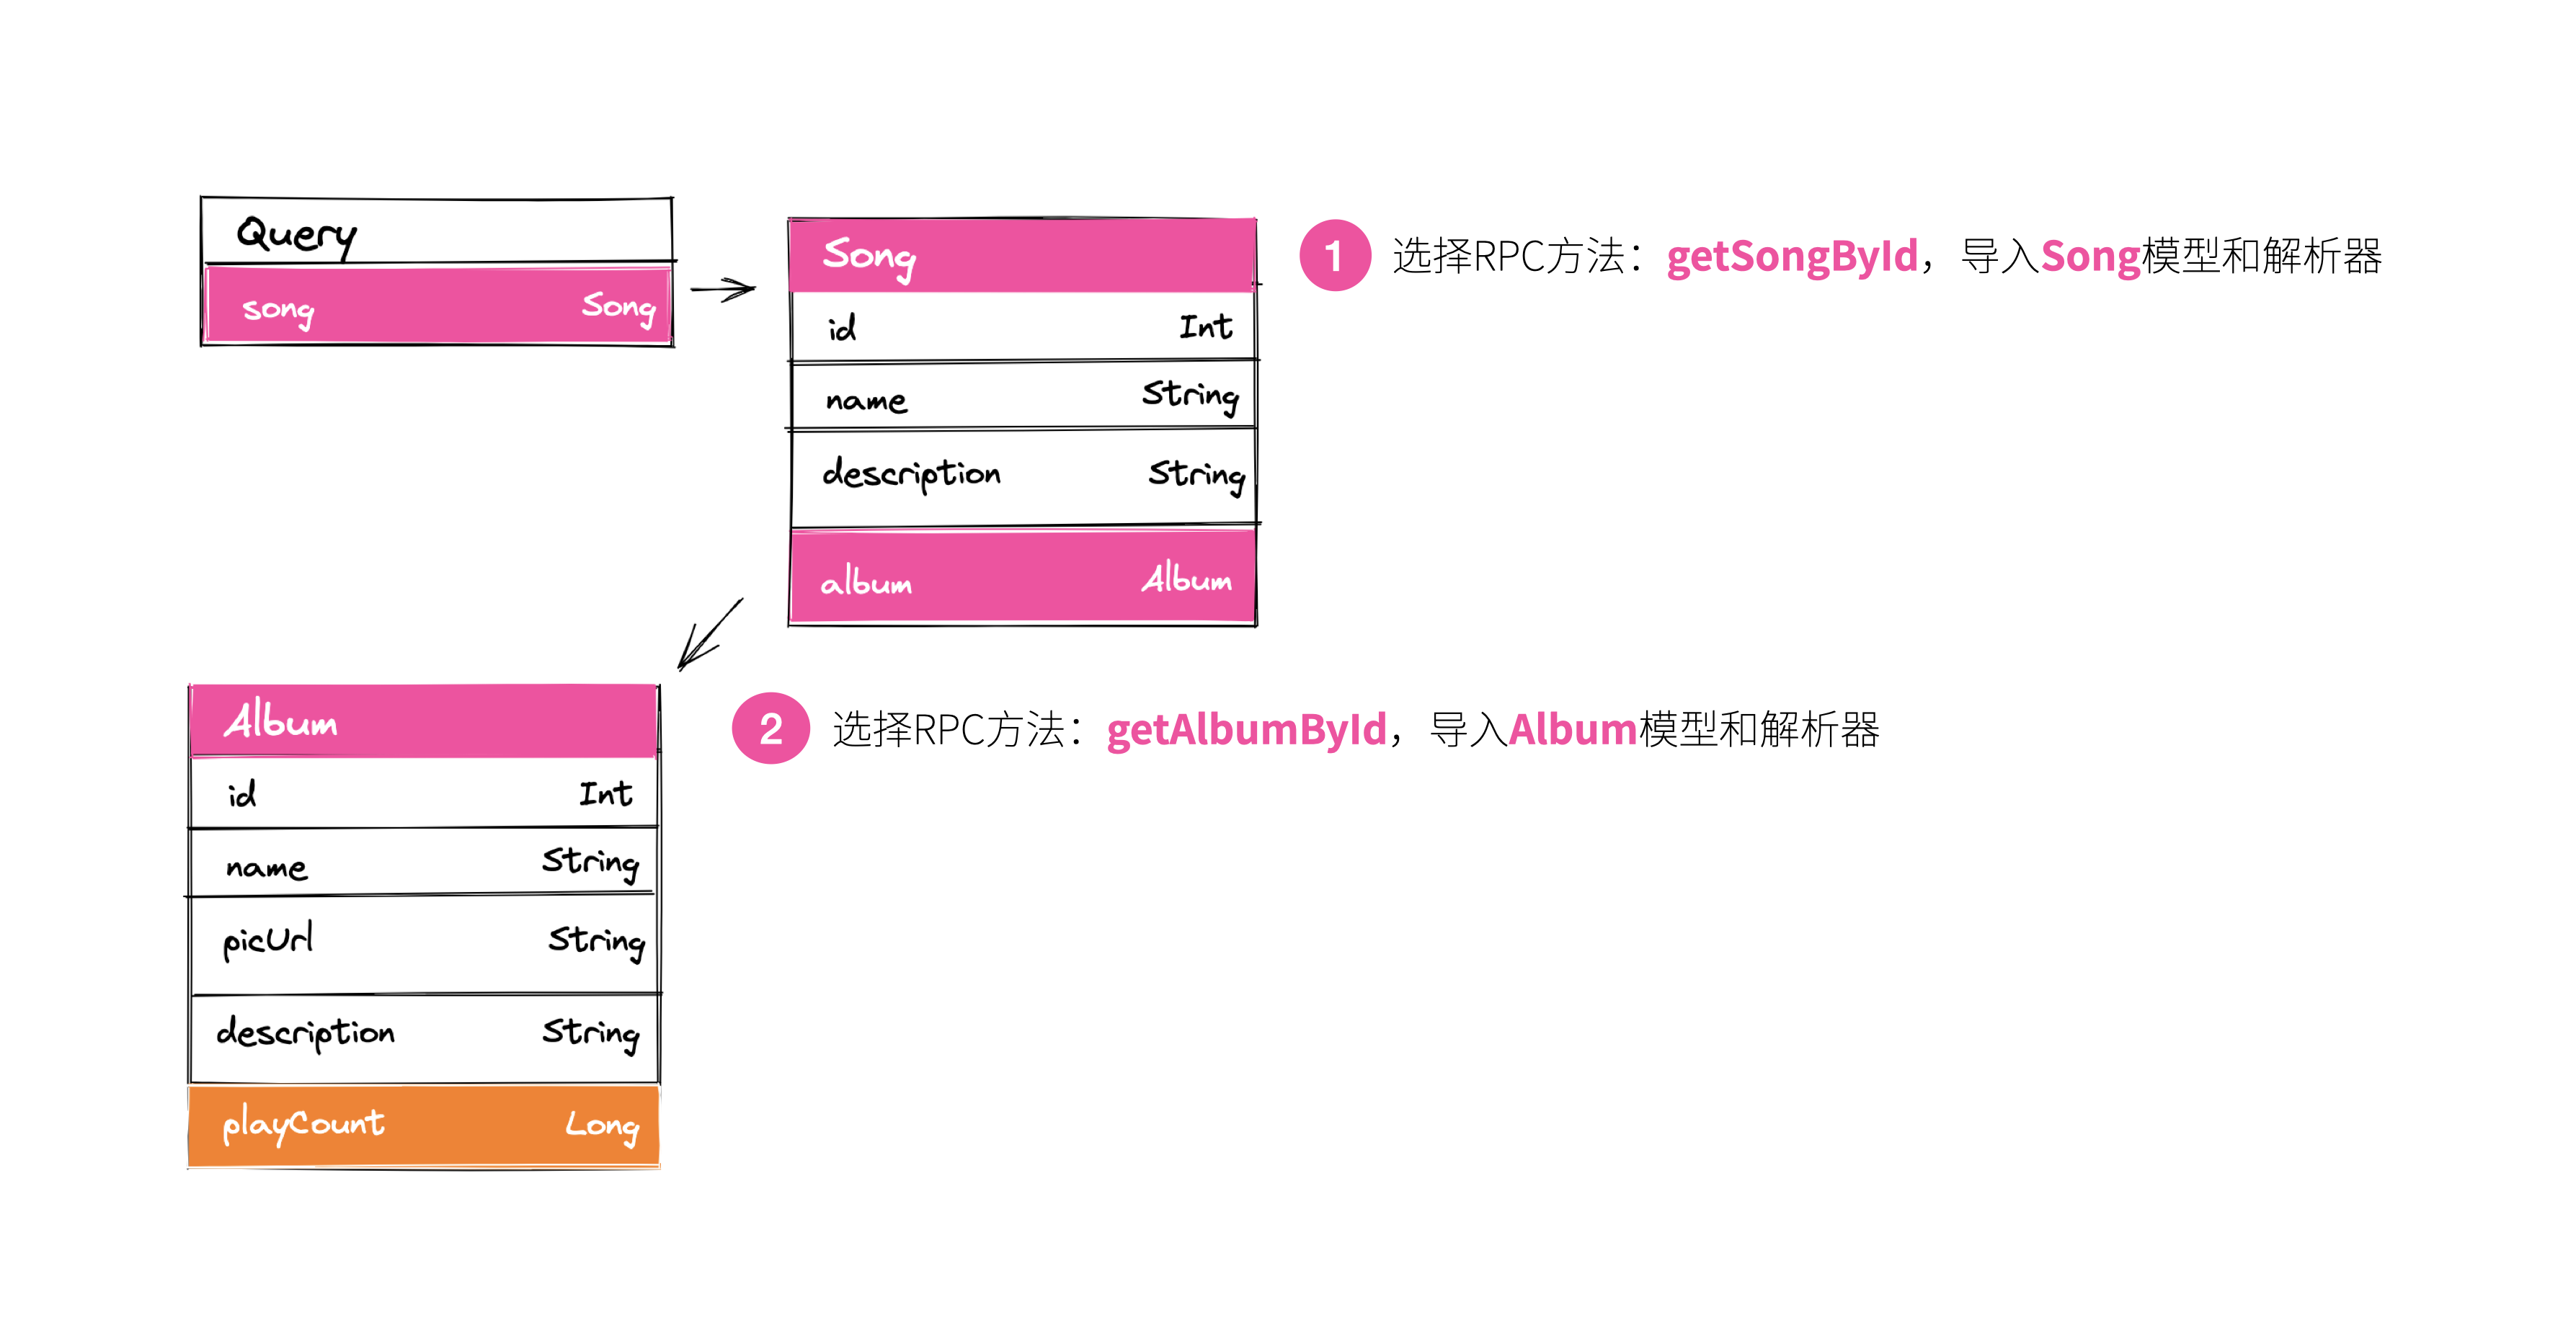 Query
song Song
Song
id Int
name String
description String
album Album
1 选择RPC方法：getSongById，导入Song模型和解析器
Album
id Int
name String
picUrl String
description String
playCount Long
2 选择RPC方法：getAlbumById，导入Album模型和解析器